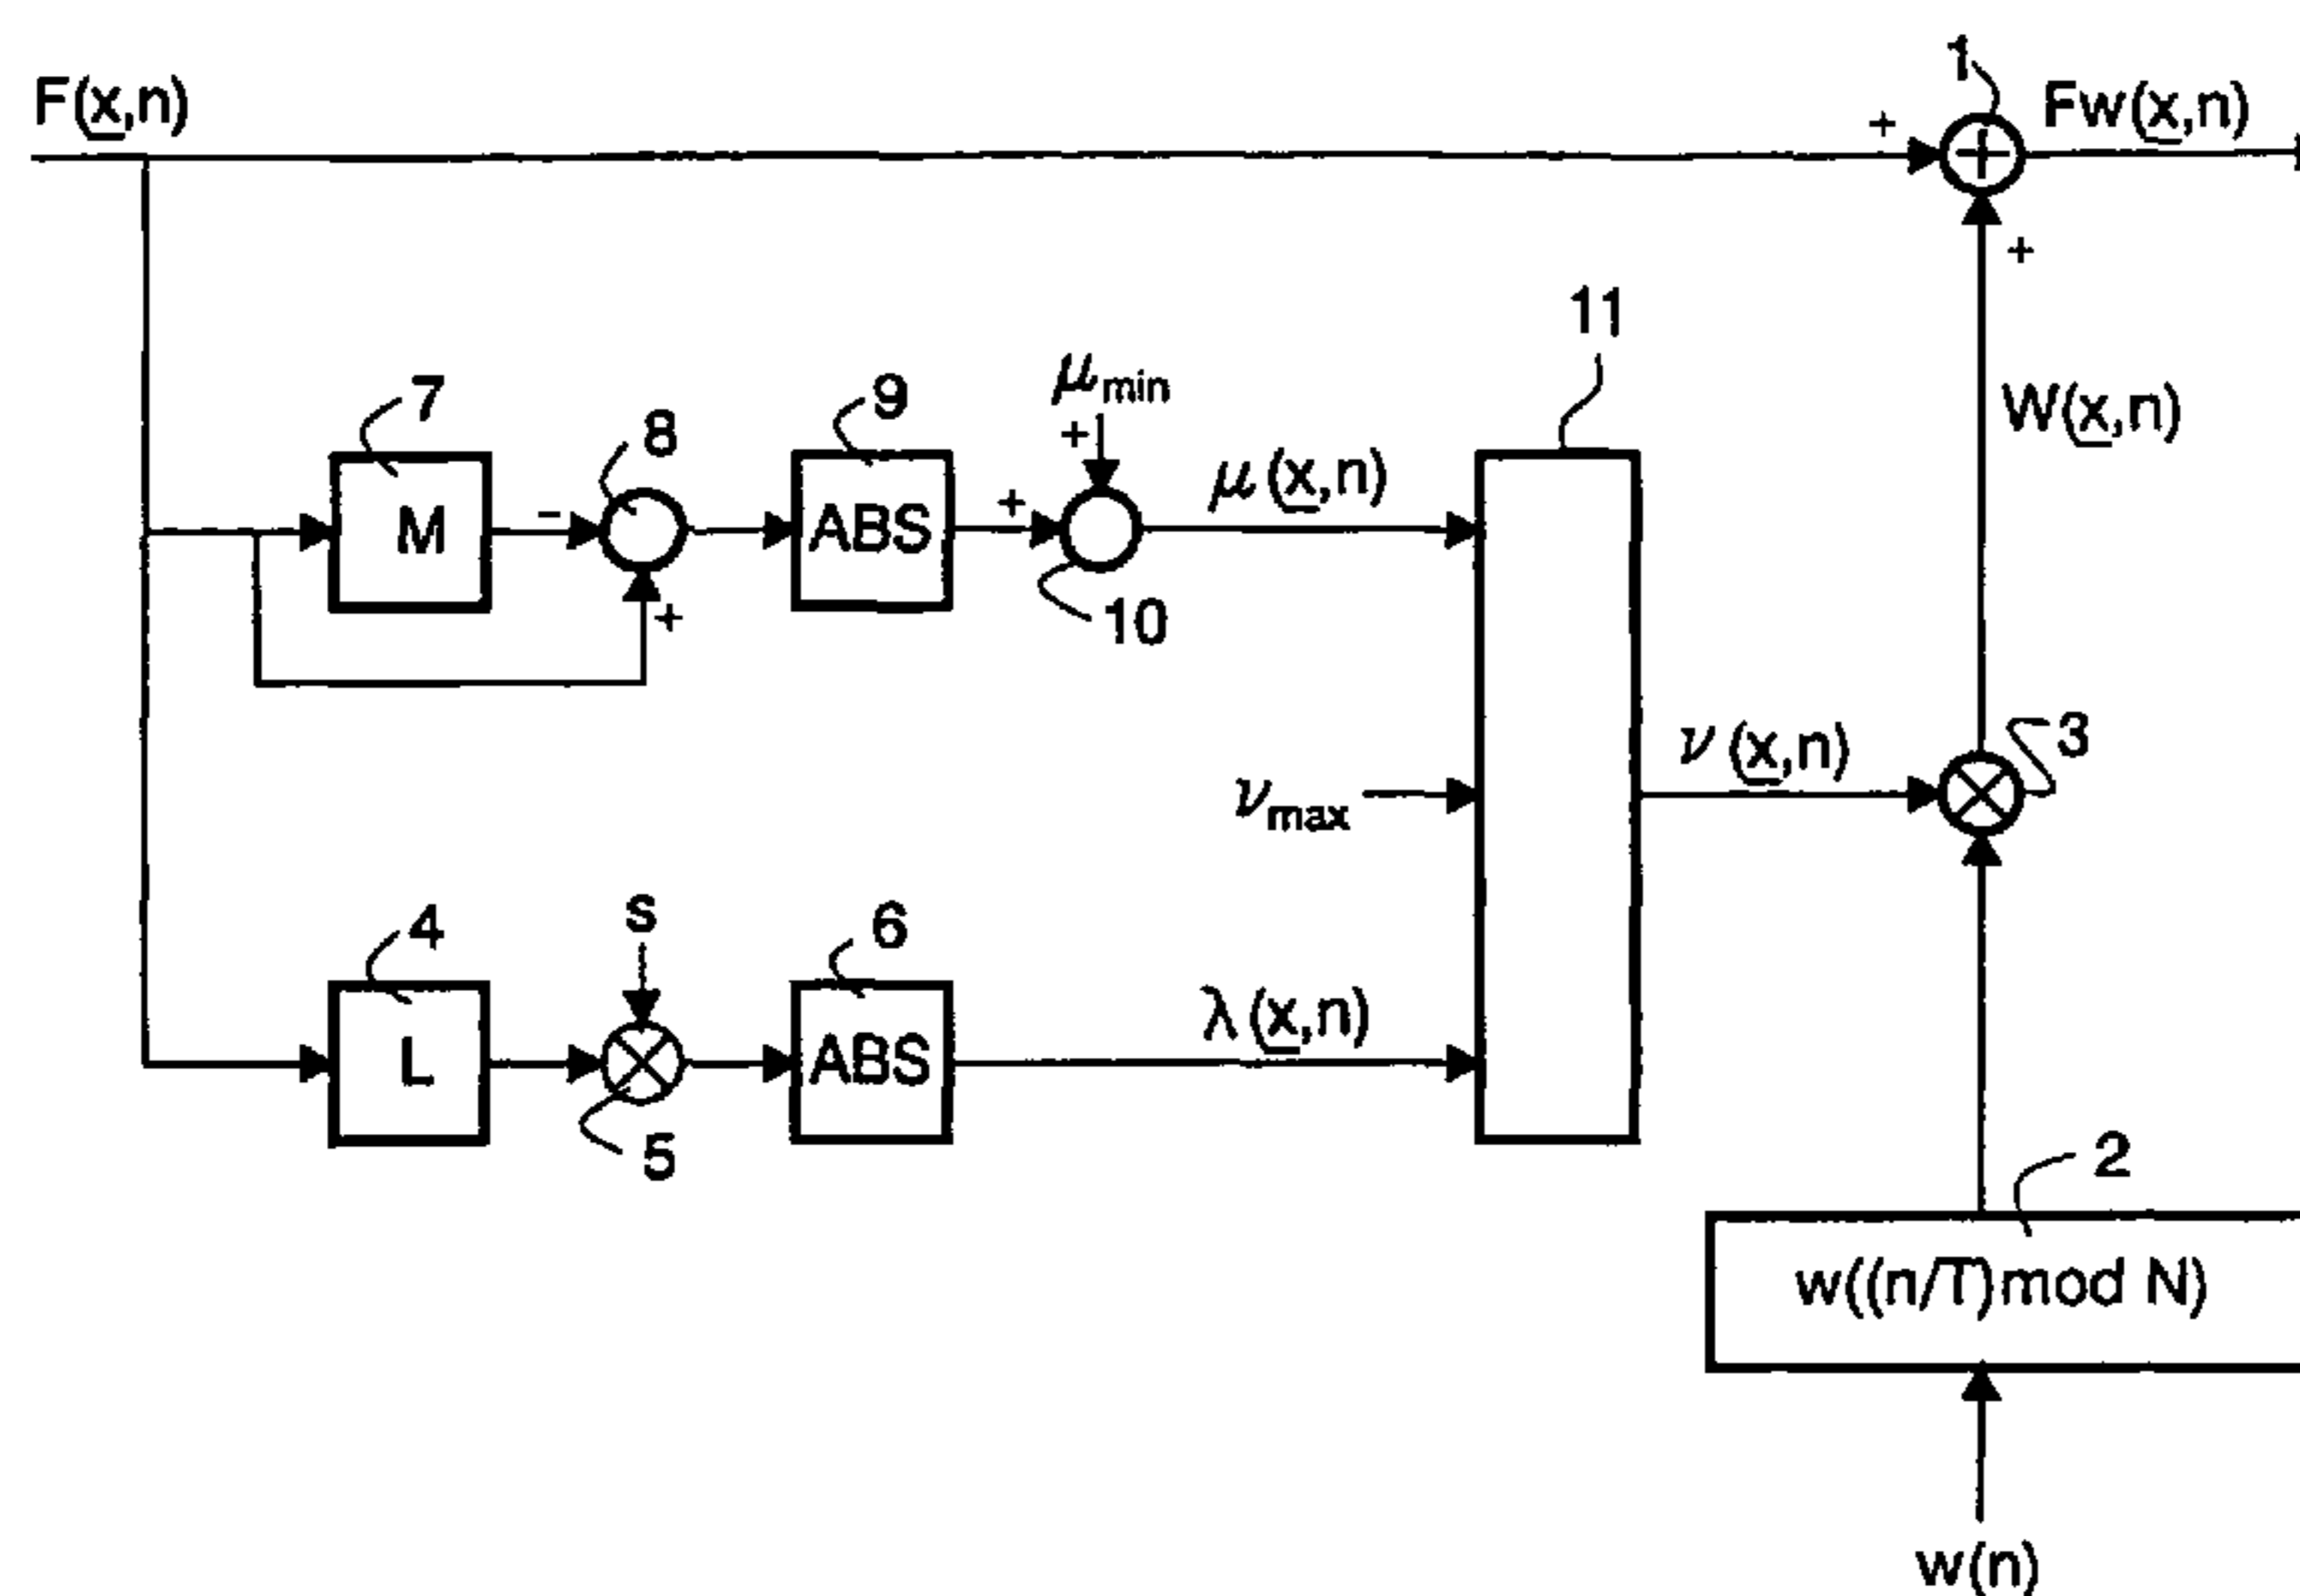 1
F(x,n)
+
Fw(x,n)
+
11
7
8
9
μmin
+
W(x,n)
μ(x,n)
M
-
ABS
+
10
+
ν(x,n)
3
νmax
4
s
6
λ(x,n)
L
ABS
5
2
w((n/T)mod N)
w(n)